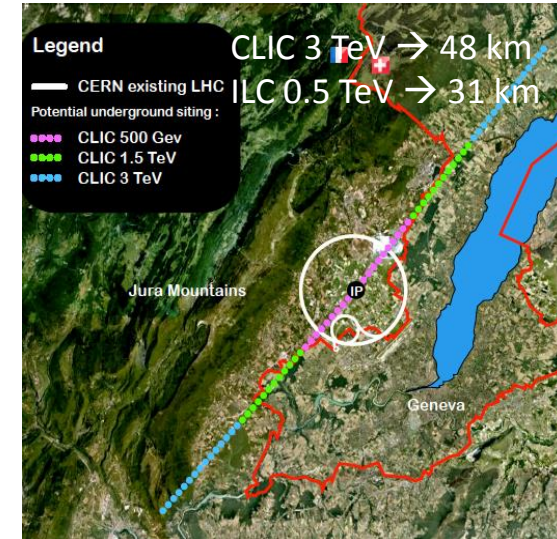 Legend
CERN existing LHC
Potential underground siting :
CLIC 500 Gev
CLIC 1.5 TeV
CLIC 3 TeV
CLIC 3 TeV → 48 km
ILC 0.5 TeV → 31 km
Jura Mountains
IP
Geneva